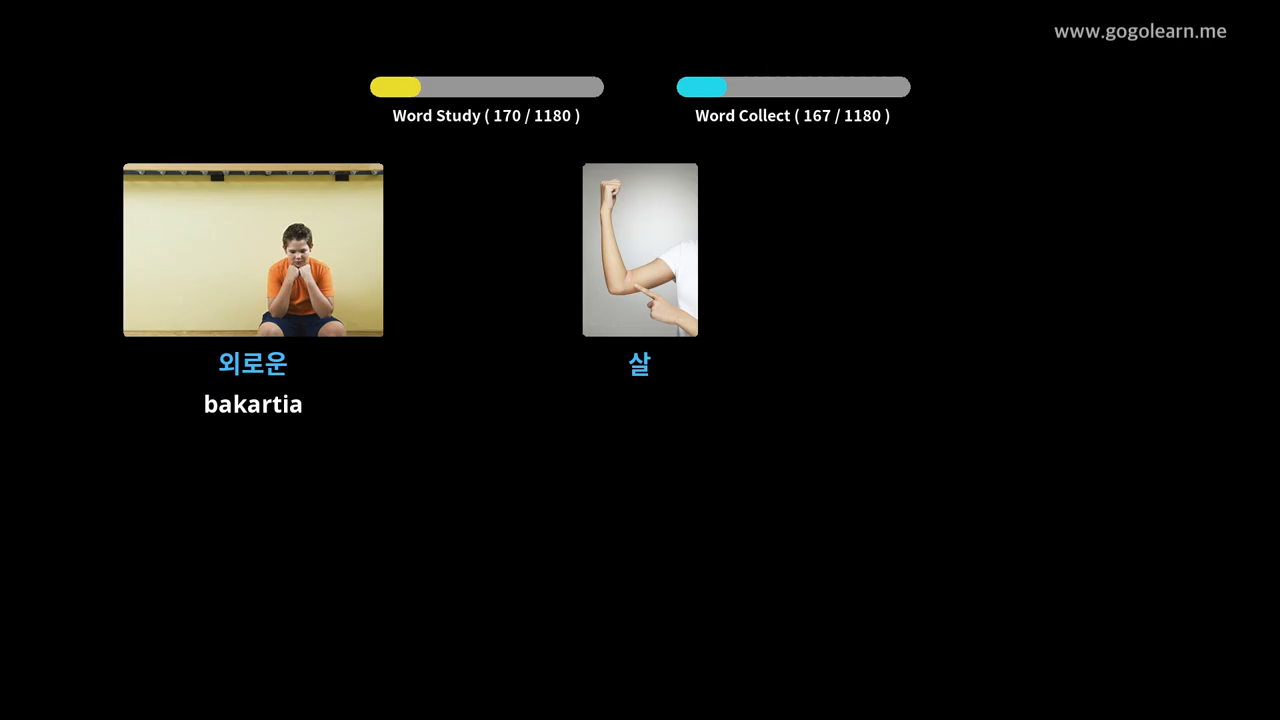 www.gogolearn.me
Word Study ( 170 / 1180 )
Word Collect ( 167 / 1180 )
외로운
살
bakartia